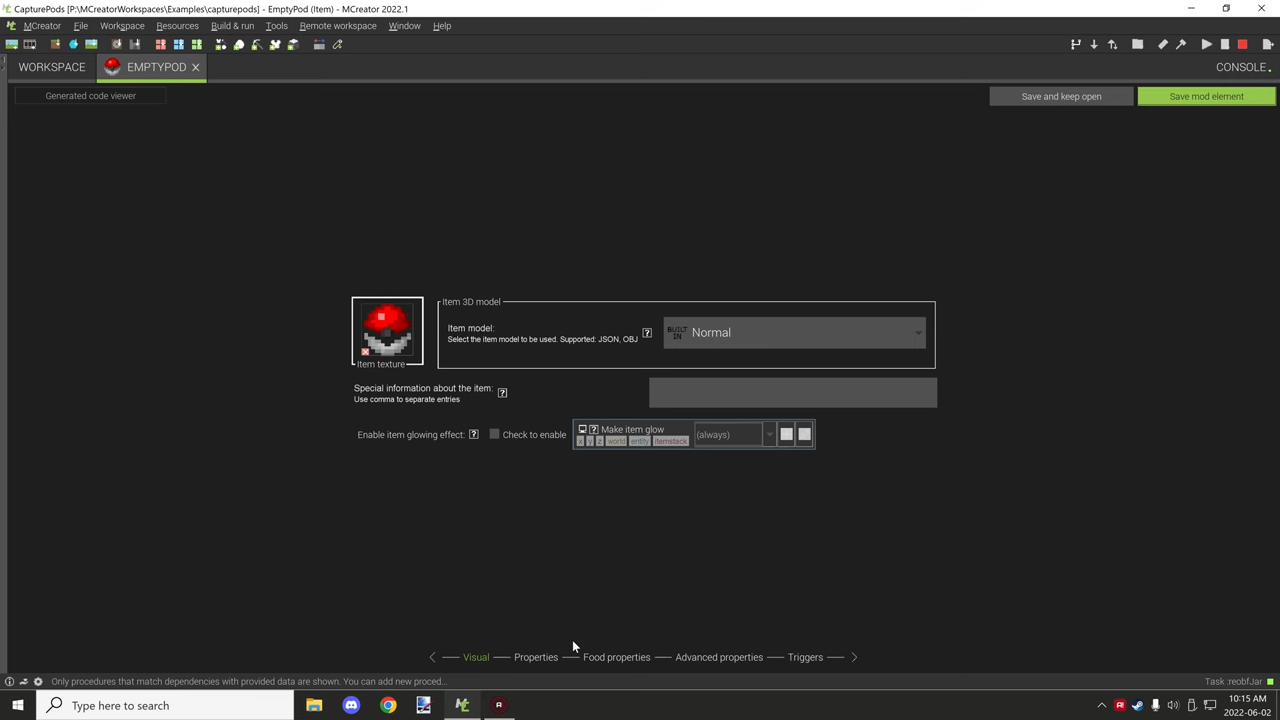 CapturePods [P:\MCreatorWorkspaces\Examples\capturepods] - EmptyPod (Item) - MCreator 2022.1
MCreator File Workspace Resources Build & run Tools Remote workspace Window Help
WORKSPACE EMPTYPOD CONSOLE
Generated code viewer Save and keep open Save mod element
Item 3D model
Item model:
Select the item model to be used. Supported: JSON, OBJ
BUILT IN Normal
Item texture
Special information about the item:
Use comma to separate entries
Enable item glowing effect: Check to enable Make item glow (always)
x y z world entity itemstack
Visual Properties Food properties Advanced properties Triggers
Only procedures that match dependencies with provided data are shown. You can add new proced... Task :reobfJar
Type here to search 10:15 AM
2022-06-02